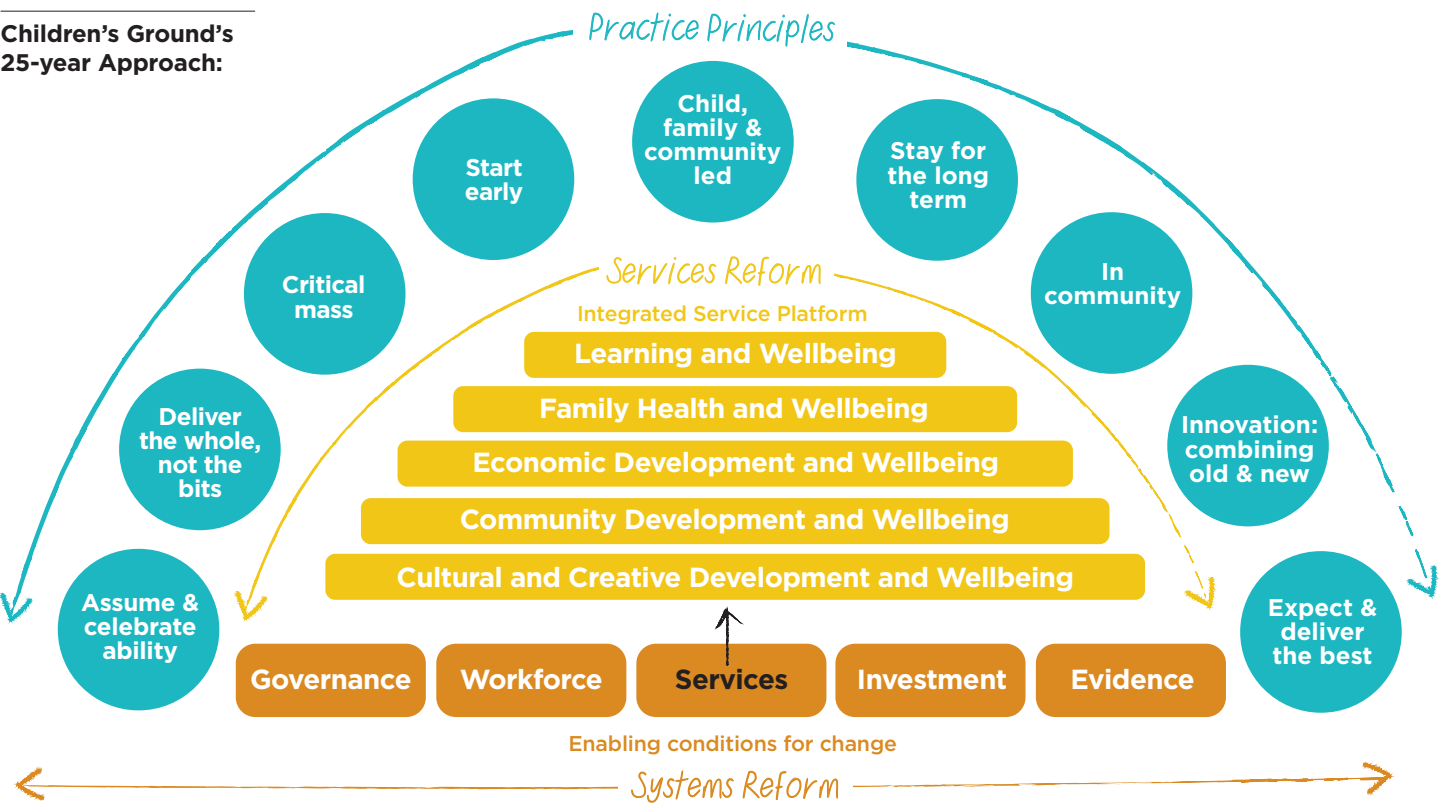 Children’s Ground’s
25-year Approach:
Practice Principles
Child,
family &
community
led
Start
early
Stay for
the long
term
Critical
mass
In
community
Deliver
the whole,
not the
bits
Innovation:
combining
old & new
Assume &
celebrate
ability
Expect &
deliver
the best
Services Reform
Integrated Service Platform
Learning and Wellbeing
Family Health and Wellbeing
Economic Development and Wellbeing
Community Development and Wellbeing
Cultural and Creative Development and Wellbeing
Governance
Workforce
Services
Investment
Evidence
Enabling conditions for change
Systems Reform